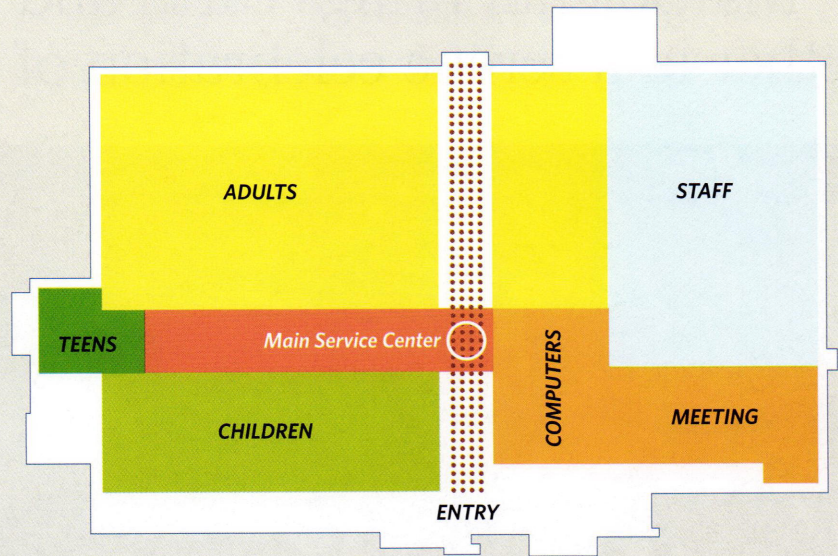 ADULTS
STAFF
TEENS
Main Service Center
COMPUTERS
CHILDREN
MEETING
ENTRY